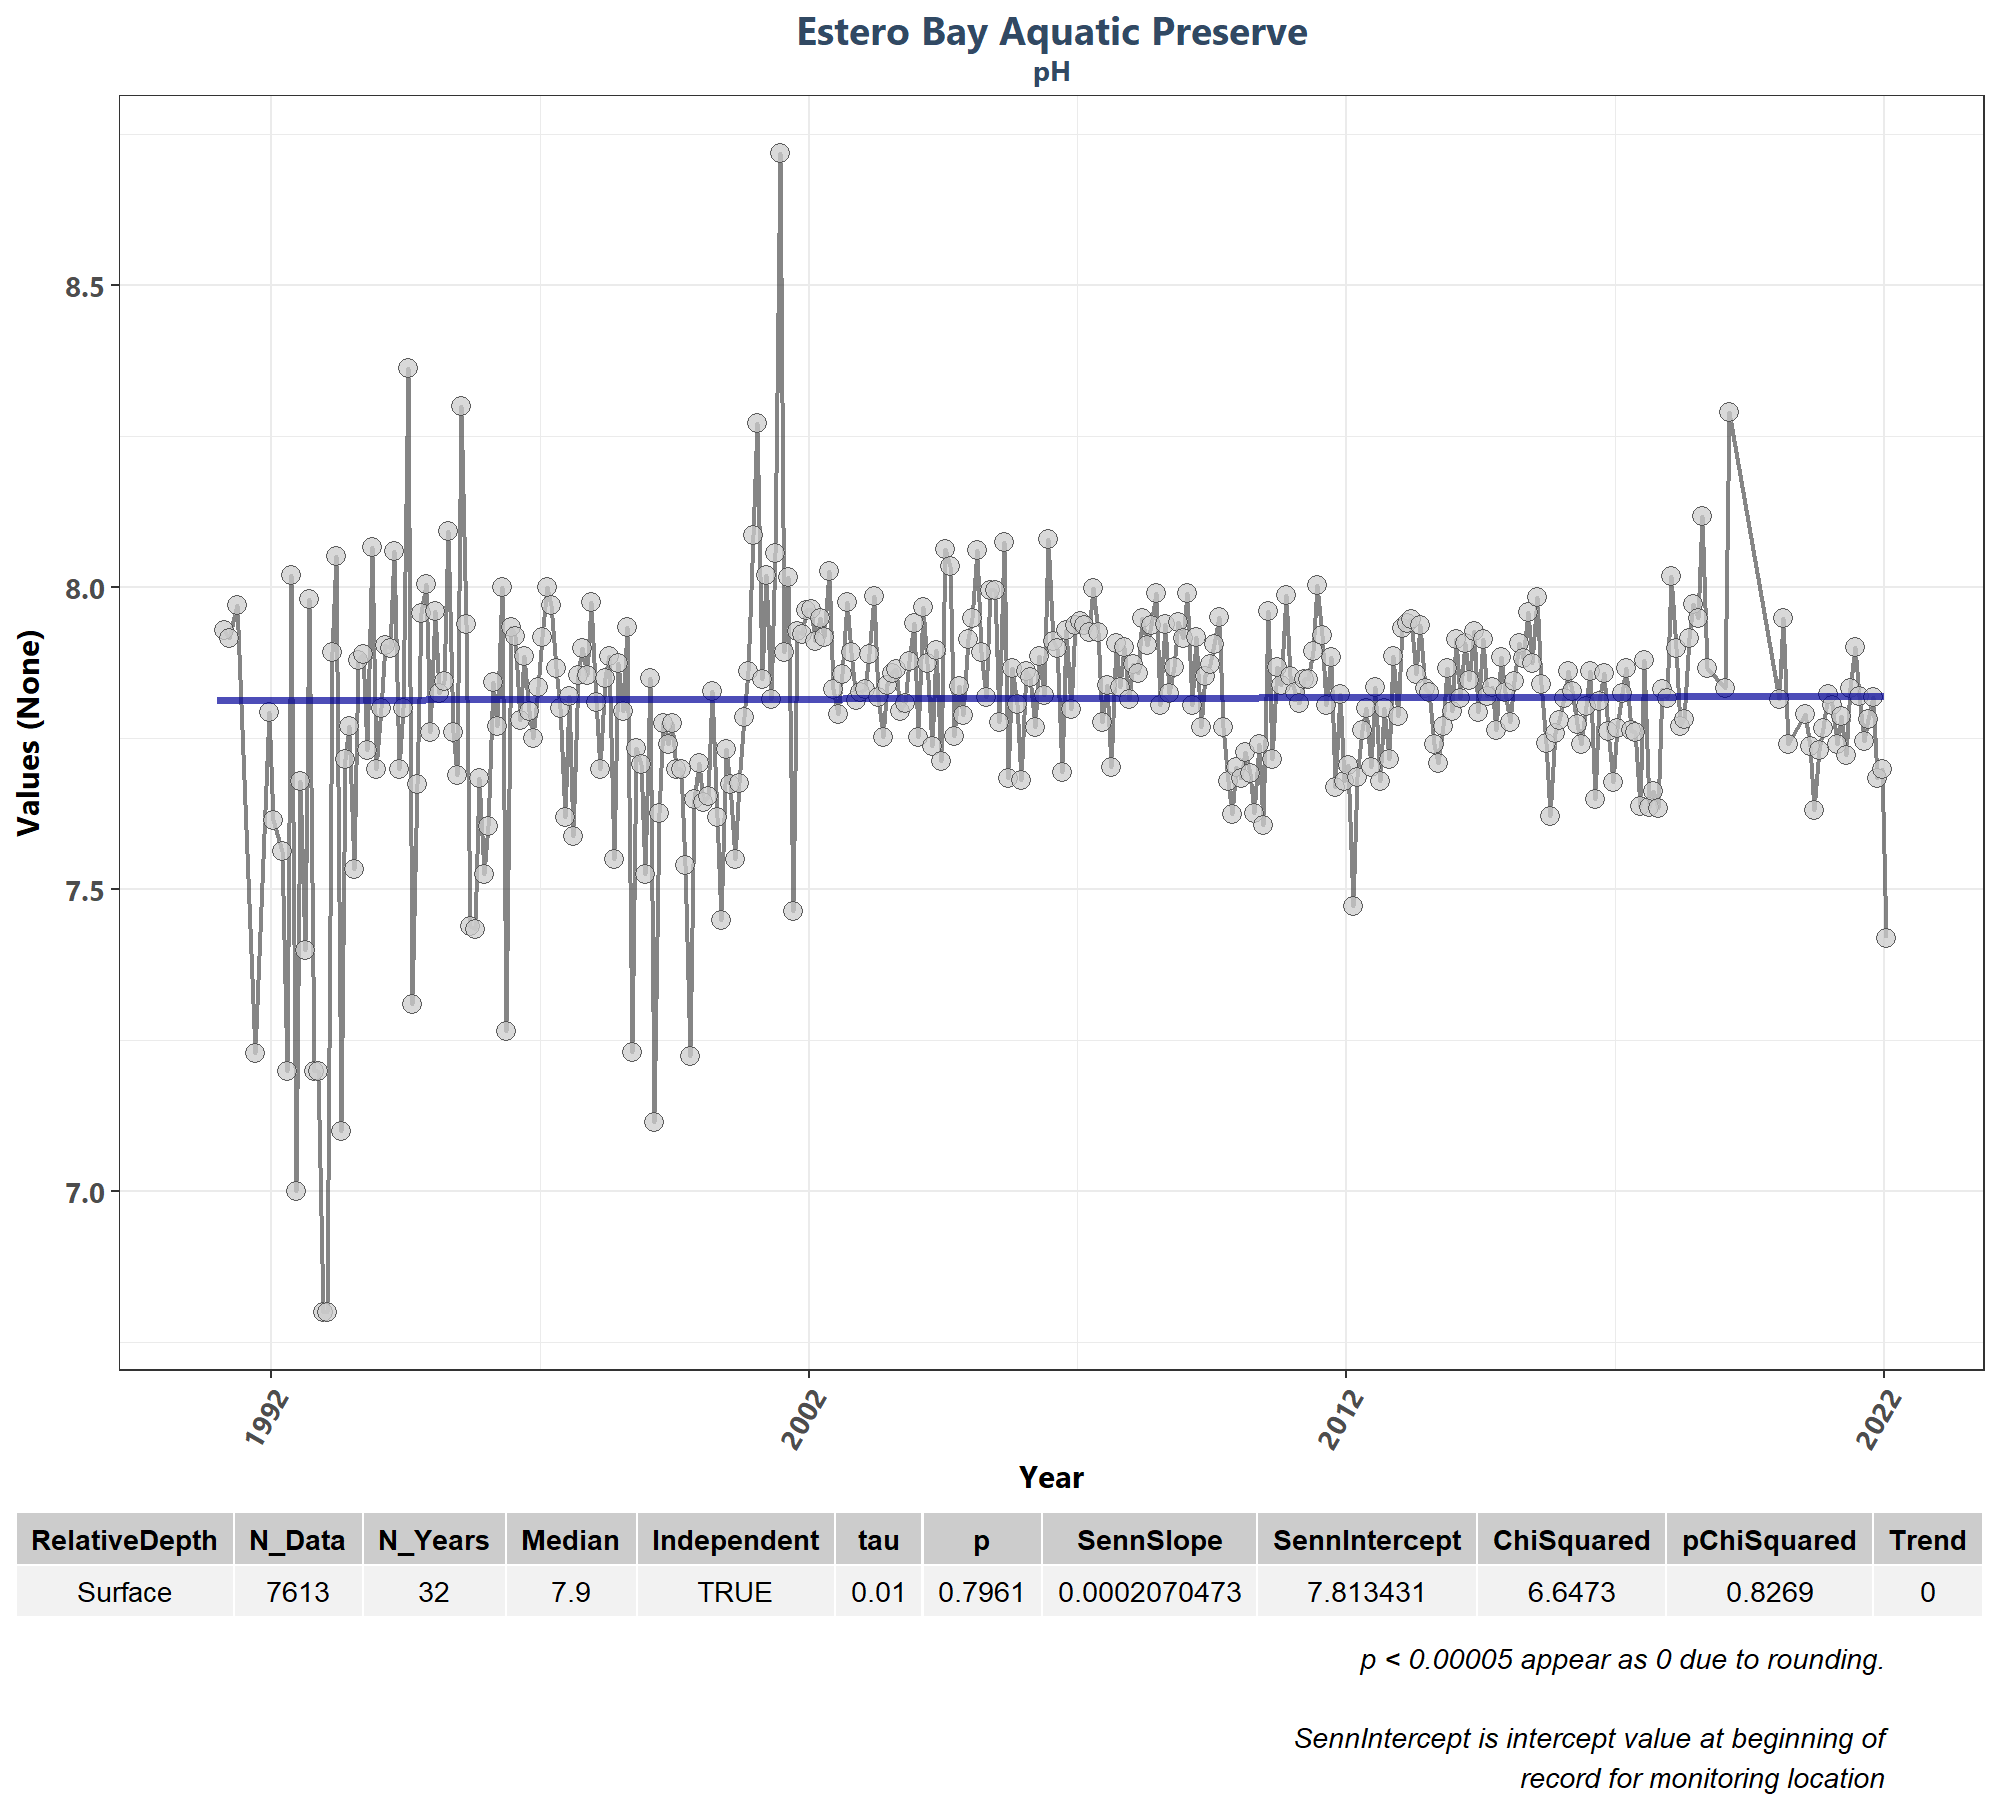 Estero Bay Aquatic Preserve
pH
8.5
8.0
7.5
7.0
Values (None)
1992
2002
2012
2022
Year
RelativeDepth N_Data N_Years Median Independent tau p SennSlope SennIntercept ChiSquared pChiSquared Trend
Surface 7613 32 7.9 TRUE 0.01 0.7961 0.0002070473 7.813431 6.6473 0.8269 0
p < 0.00005 appear as 0 due to rounding.
SennIntercept is intercept value at beginning of
record for monitoring location